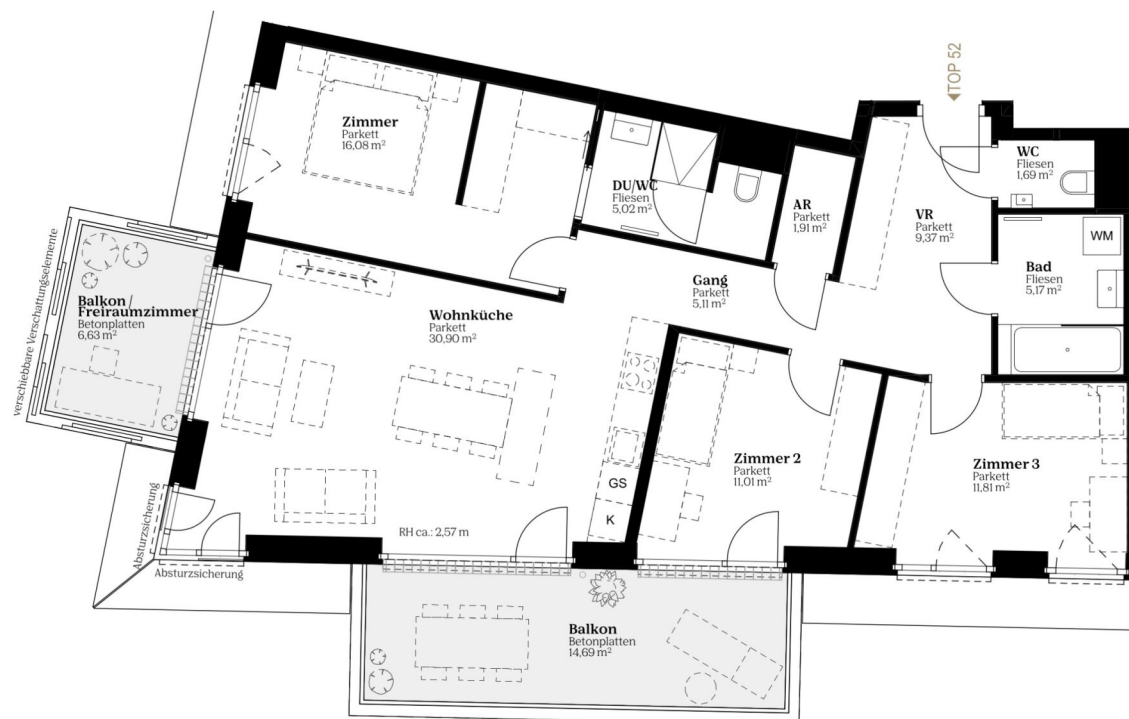 ◀TOP 52
Zimmer
Parkett
16,08 m²
DU/WC
Fliesen
5,02 m²
AR
Parkett
1,91 m²
VR
Parkett
9,37 m²
WC
Fliesen
1,69 m²
WM
Bad
Fliesen
5,17 m²
Gang
Parkett
5,11 m²
verschiebbare Verschattungselemente
Balkon /
Freiraumzimmer
Betonplatten
6,63 m²
Wohnküche
Parkett
30,90 m²
Zimmer 2
Parkett
11,01 m²
Zimmer 3
Parkett
11,81 m²
GS
K
RH ca.: 2,57 m
Absturzsicherung
Absturzsicherung
Balkon
Betonplatten
14,69 m²